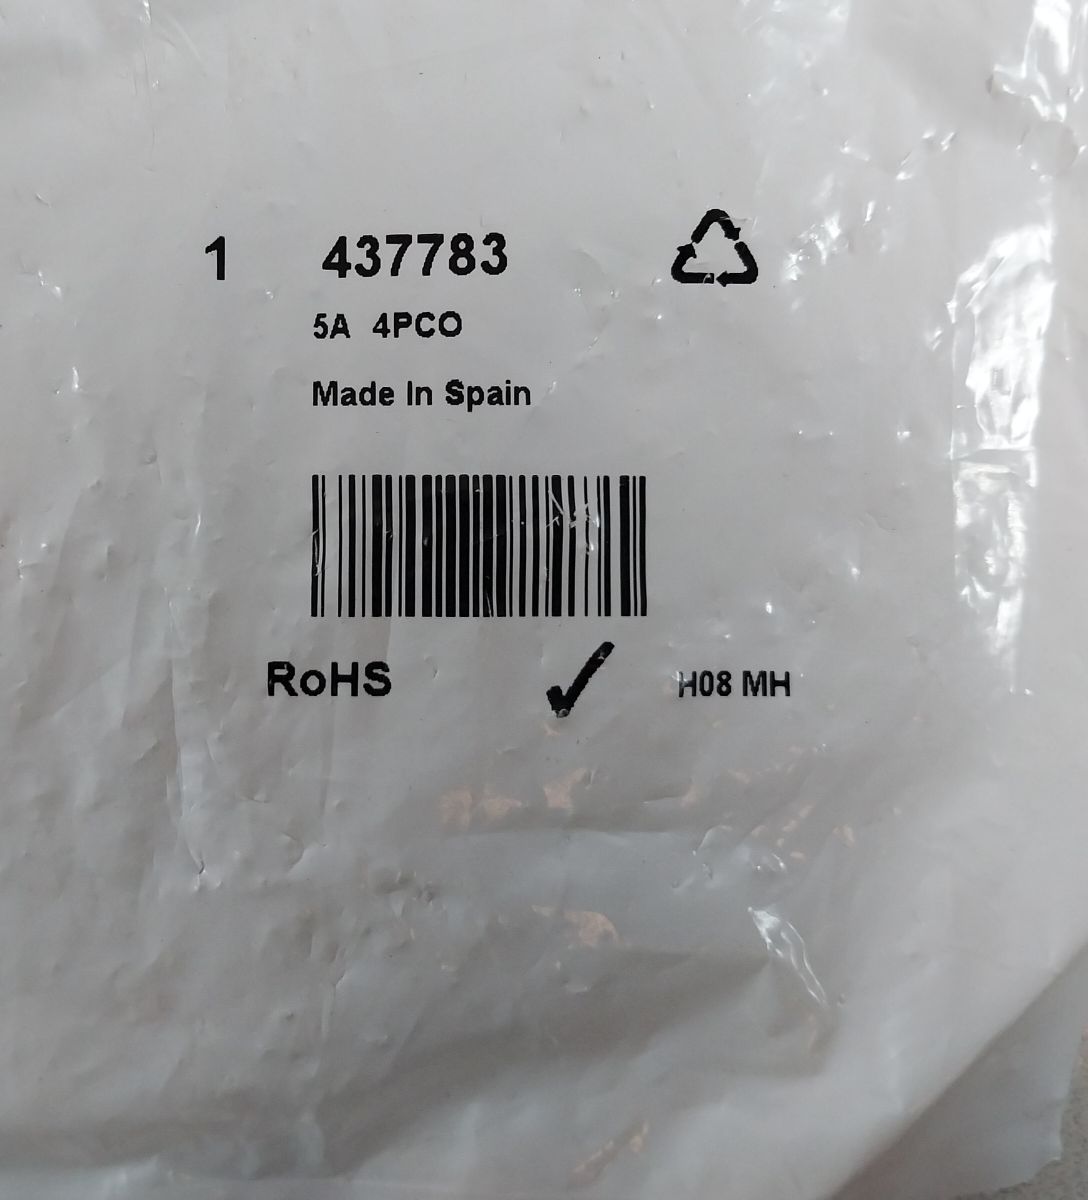 1 437783
5A 4PCO
Made In Spain
RoHS H08 MH